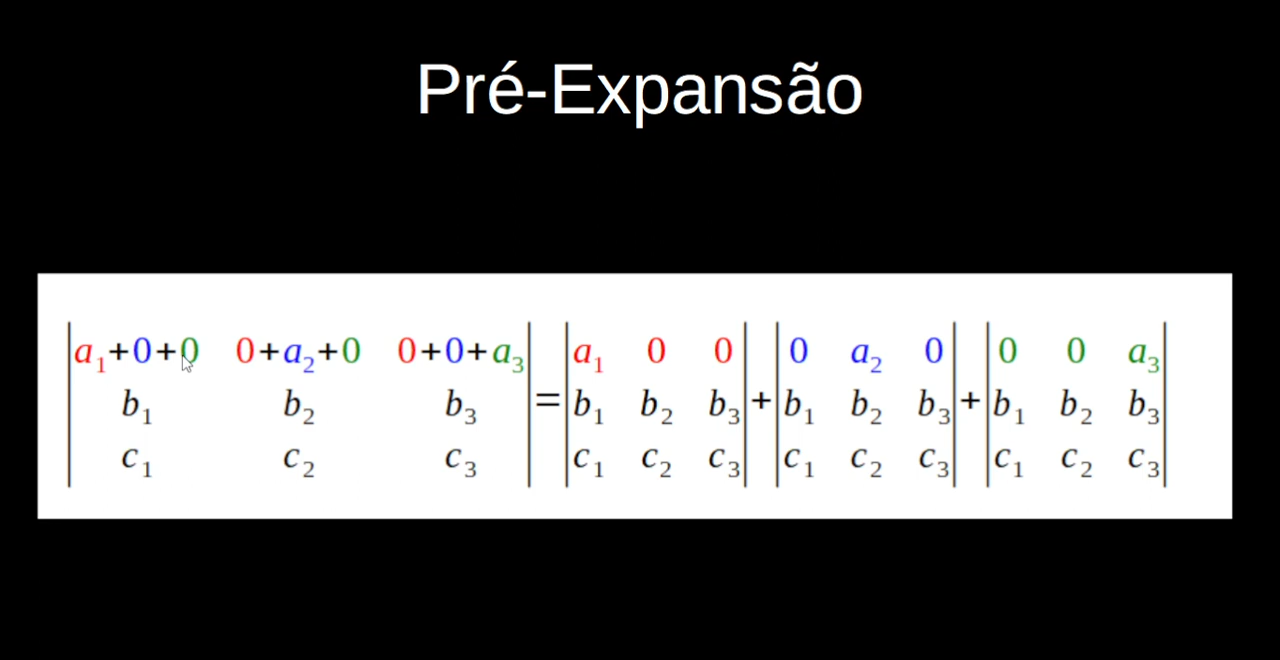 Pré-Expansão
|a₁+0+0 0+a₂+0 0+0+a₃| = |a₁ 0 0| + |0 a₂ 0| + |0 0 a₃|
|b₁ b₂ b₃| |b₁ b₂ b₃| |b₁ b₂ b₃| |b₁ b₂ b₃|
|c₁ c₂ c₃| |c₁ c₂ c₃| |c₁ c₂ c₃| |c₁ c₂ c₃|